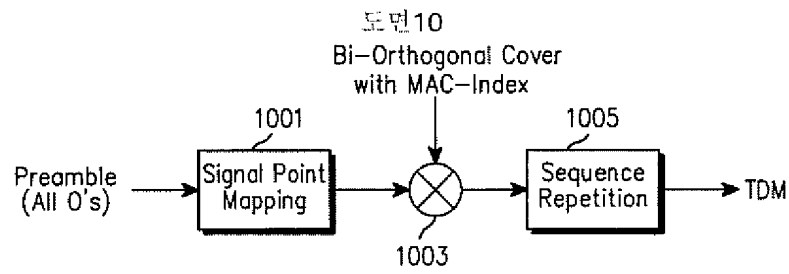 도면10
Bi-Orthogonal Cover
with MAC-Index
1001
1005
Preamble
(All 0's)
Signal Point
Mapping
Sequence
Repetition
TDM
1003